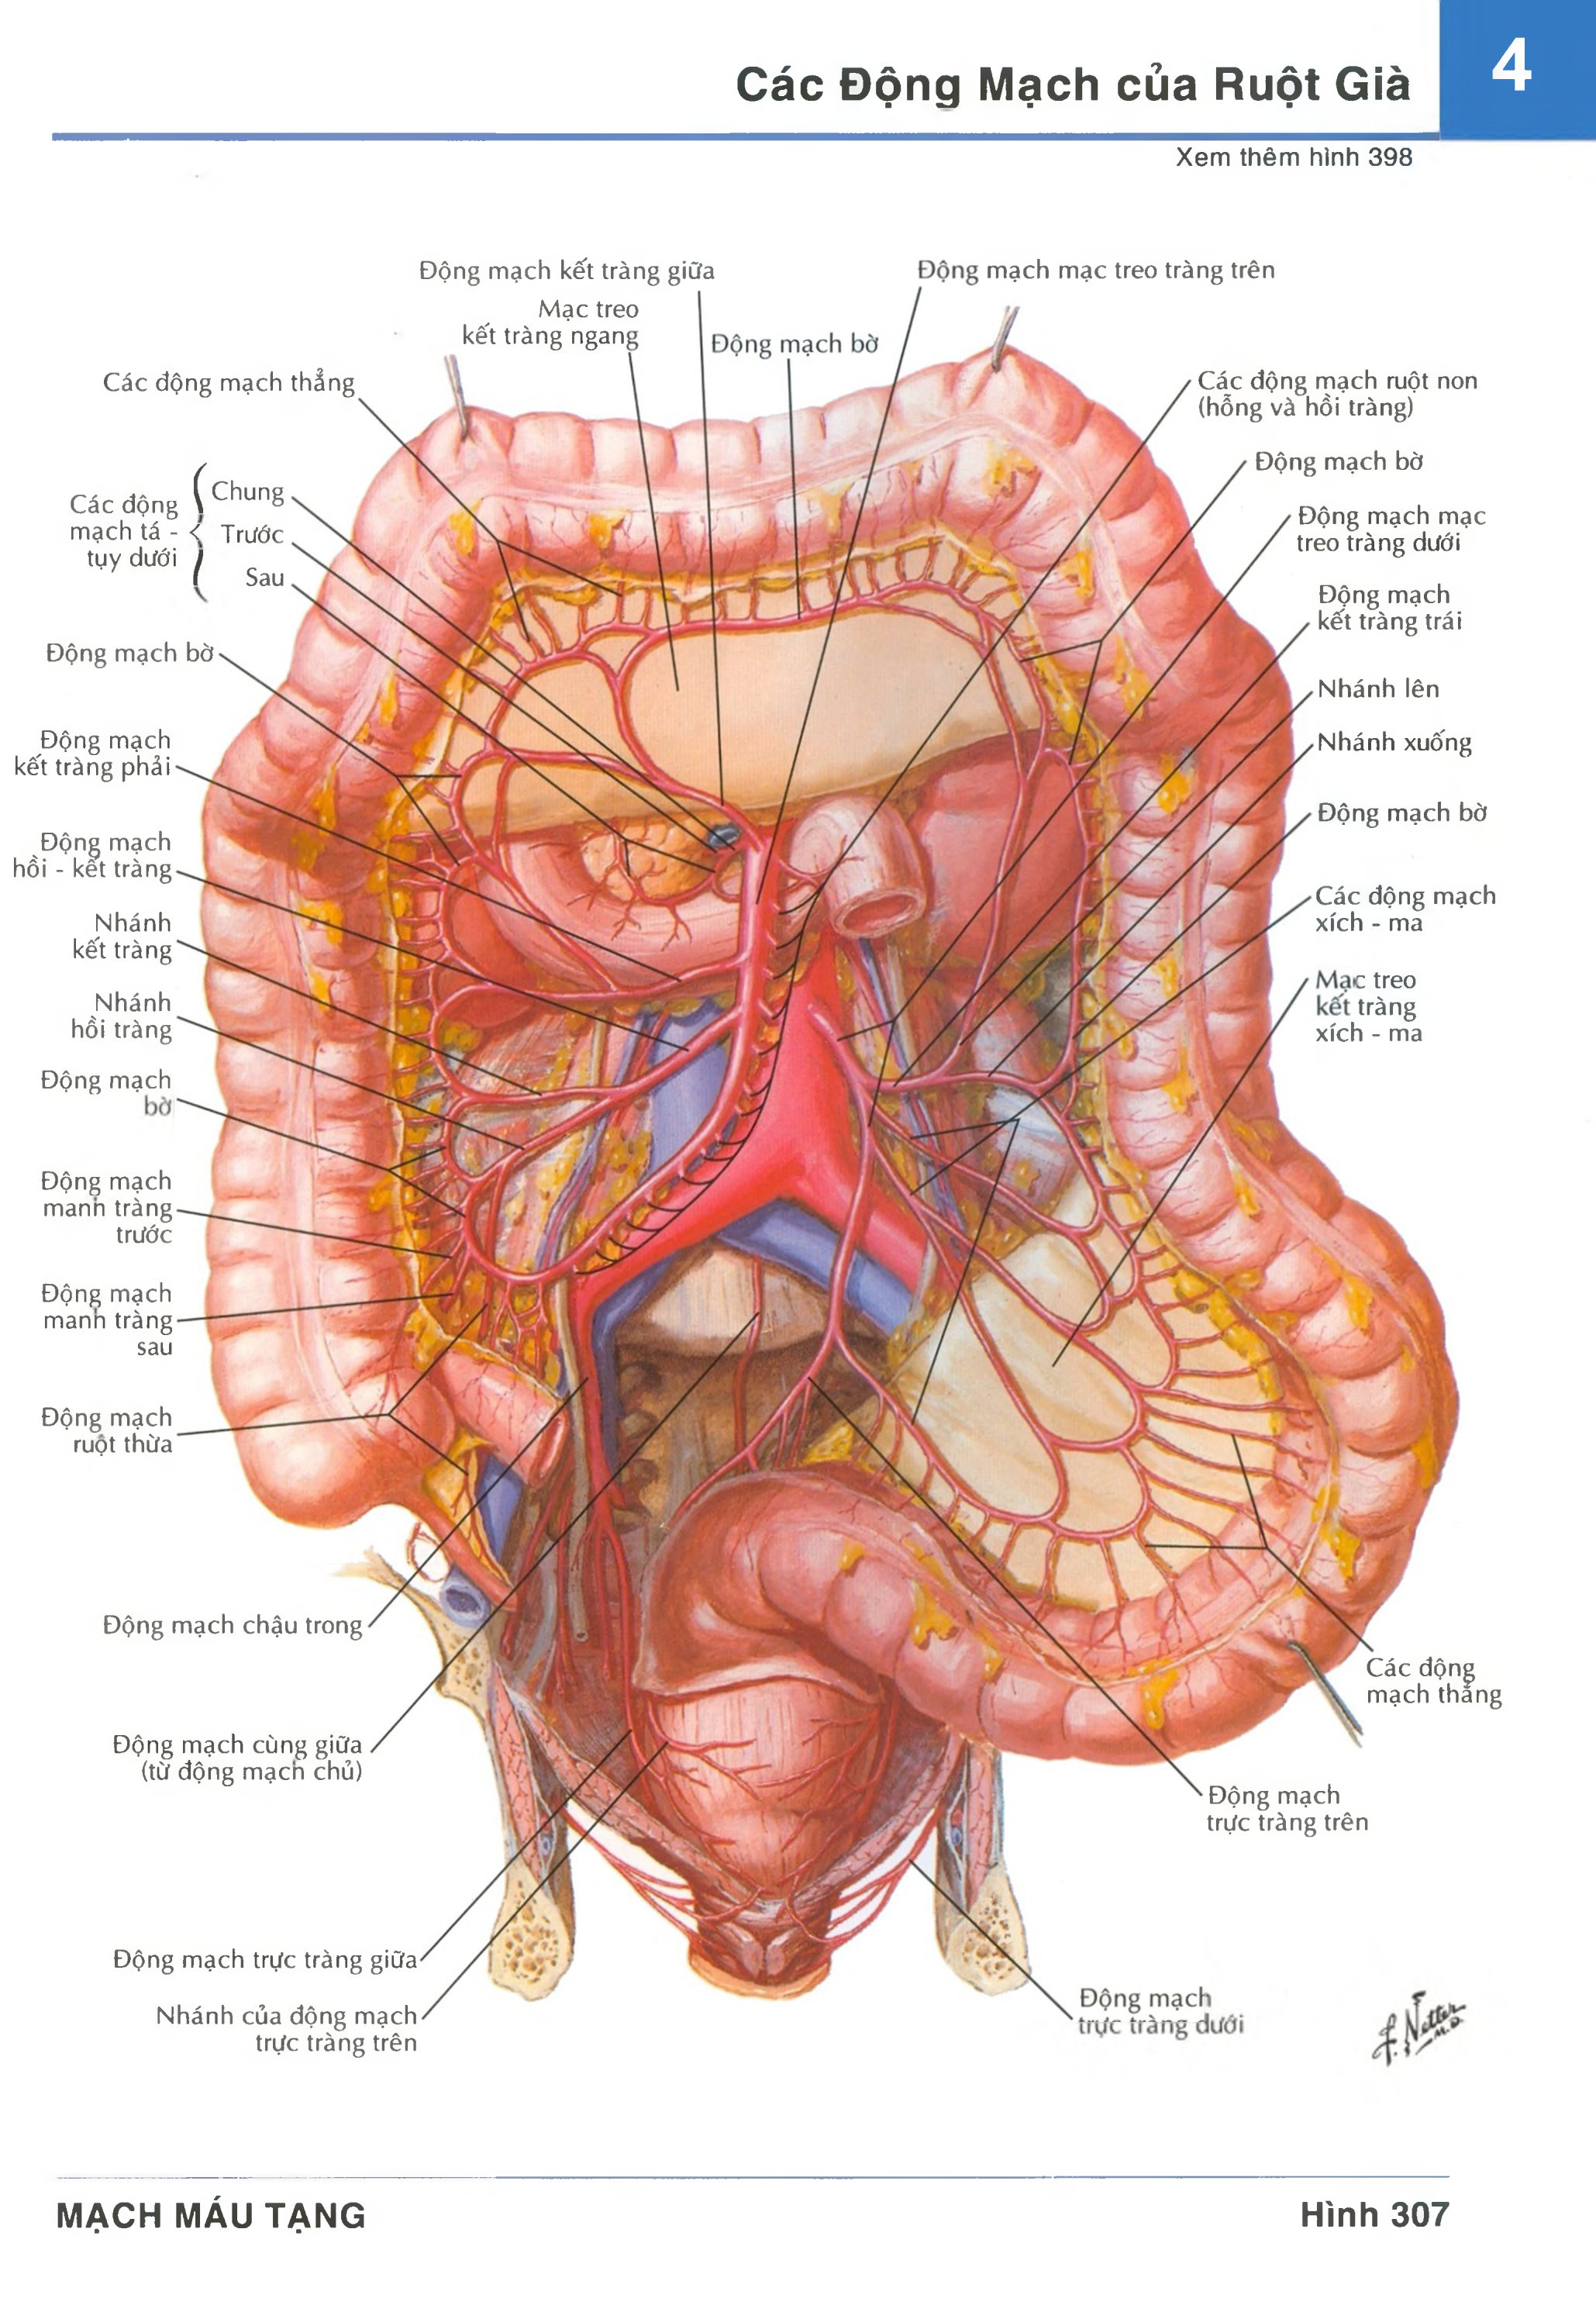 Các Động Mạch của Ruột Già
4
Xem thêm hình 398
Động mạch kết tràng giữa
Mạc treo
kết tràng ngang
Động mạch bờ
Động mạch mạc treo tràng trên
Các động mạch thẳng
Các động
mạch tá -
tụy dưới
Chung
Trước
Sau
Động mạch bờ
Động mạch
kết tràng phải
Động mạch
hồi - kết tràng
Nhánh
kết tràng
Nhánh
hồi tràng
Động mạch
bờ
Động mạch
manh tràng
trước
Động mạch
manh tràng
sau
Động mạch
ruột thừa
Động mạch chậu trong
Động mạch cùng giữa
(từ động mạch chủ)
Động mạch trực tràng giữa
Nhánh của động mạch
trực tràng trên
Các động mạch ruột non
(hỗng và hồi tràng)
Động mạch bờ
Động mạch mạc
treo tràng dưới
Động mạch
kết tràng trái
Nhánh lên
Nhánh xuống
Động mạch bờ
Các động mạch
xích - ma
Mạc treo
kết tràng
xích - ma
Các động
mạch thẳng
Động mạch
trực tràng trên
Động mạch
trực tràng dưới
F. Netter
M.D.
MẠCH MÁU TẠNG
Hình 307